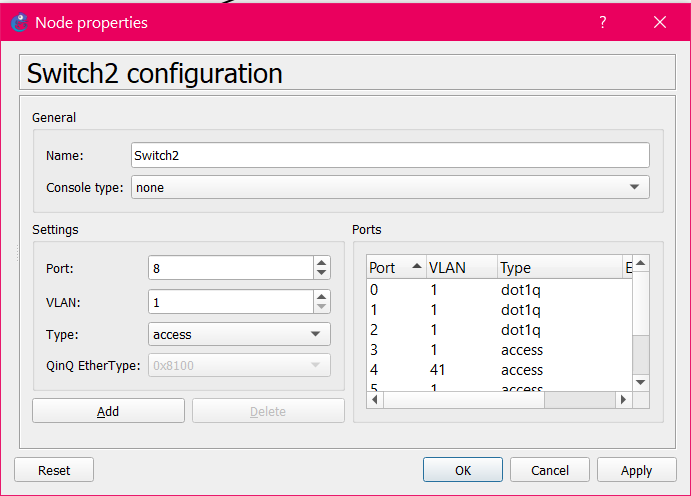 Node properties
Switch2 configuration
General
Name: Switch2
Console type: none
Settings
Port: 8
VLAN: 1
Type: access
QinQ EtherType: 0x8100
Add Delete
Ports
Port VLAN Type E
0 1 dot1q
1 1 dot1q
2 1 dot1q
3 1 access
4 41 access
5 1 access
Reset OK Cancel Apply